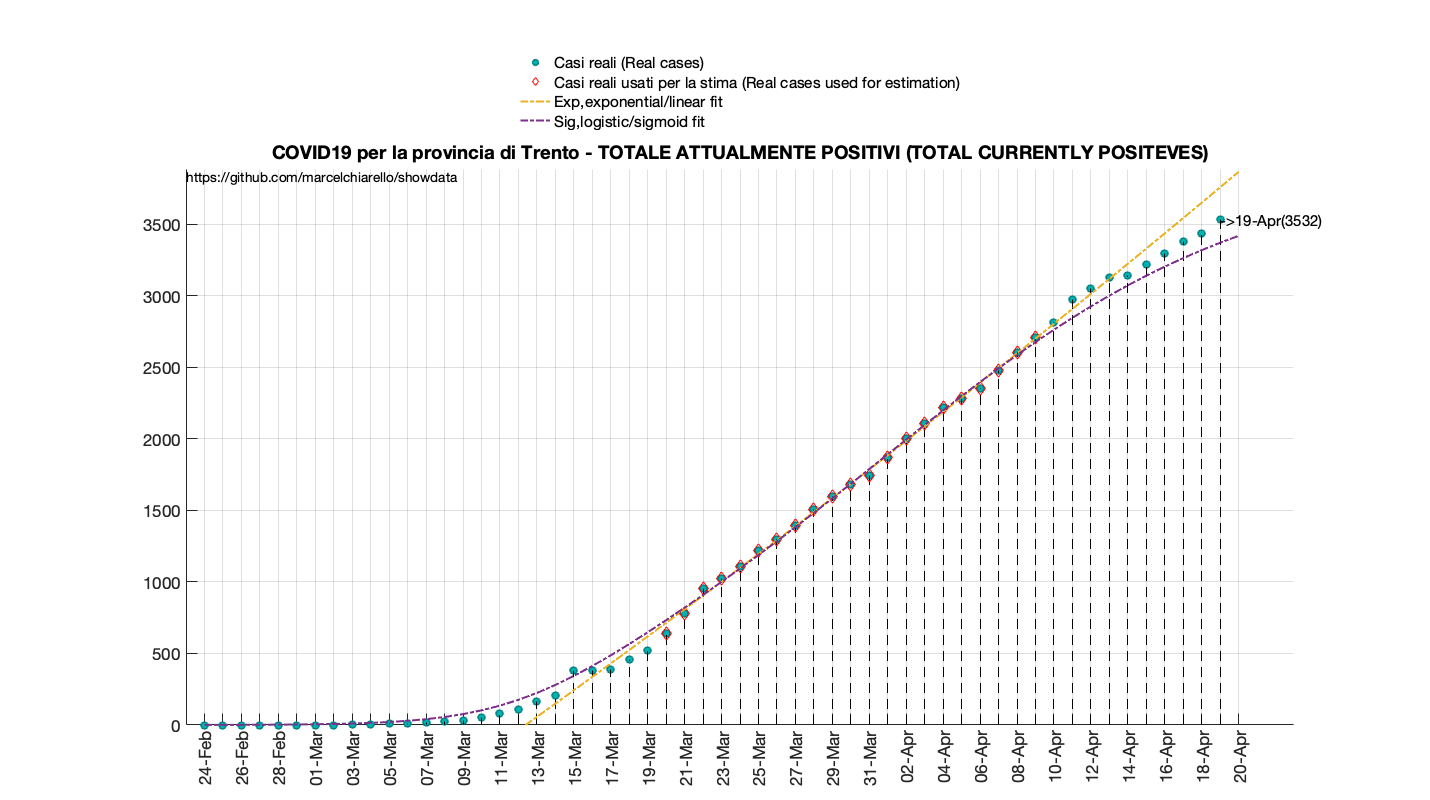 Casi reali (Real cases)
Casi reali usati per la stima (Real cases used for estimation)
Exp,exponential/linear fit
Sig,logistic/sigmoid fit
COVID19 per la provincia di Trento - TOTALE ATTUALMENTE POSITIVI (TOTAL CURRENTLY POSITEVES)
https://github.com/marcelchiarello/showdata
3500
->19-Apr(3532)
3000
2500
2000
1500
1000
500
0
24-Feb
26-Feb
28-Feb
01-Mar
03-Mar
05-Mar
07-Mar
09-Mar
11-Mar
13-Mar
15-Mar
17-Mar
19-Mar
21-Mar
23-Mar
25-Mar
27-Mar
29-Mar
31-Mar
02-Apr
04-Apr
06-Apr
08-Apr
10-Apr
12-Apr
14-Apr
16-Apr
18-Apr
20-Apr